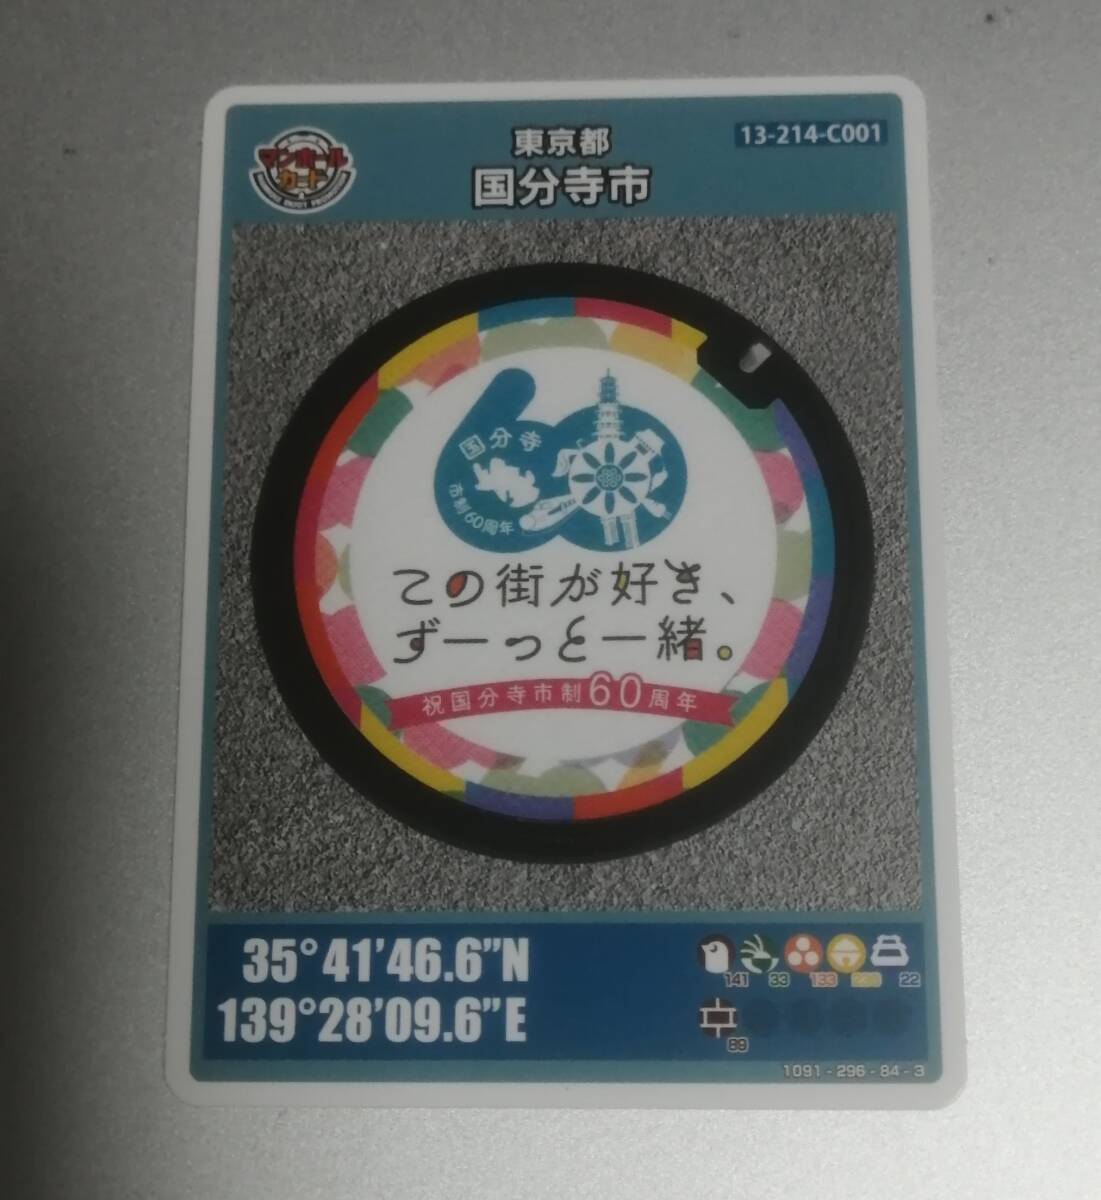 マンホール
カード
東京都
国分寺市
13-214-C001
国分寺
市制60周年
60
この街が好き、
ずーっと一緒。
祝国分寺市制60周年
35°41'46.6"N
139°28'09.6"E
141
33
133
22
89
1091 - 296 - 84 - 3